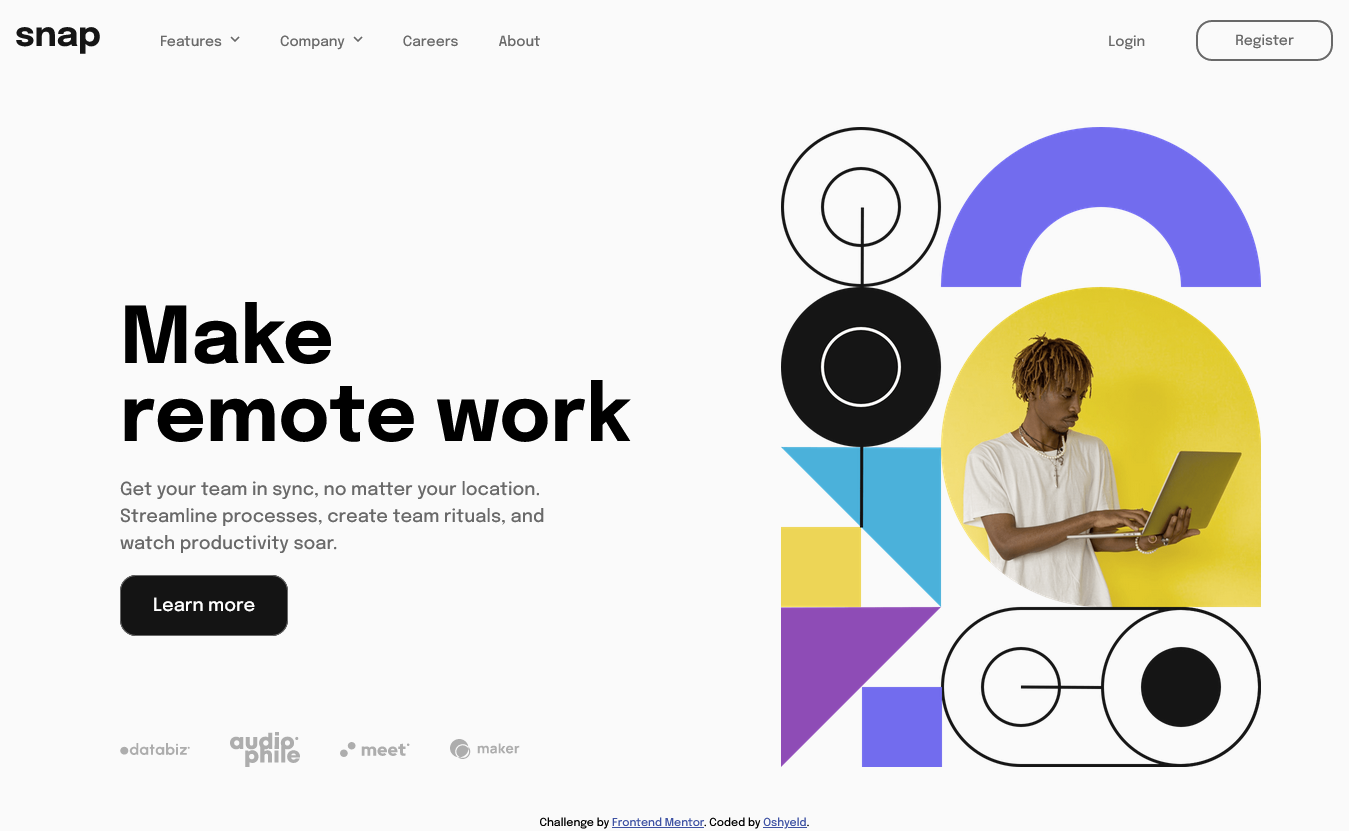 snap
Features
Company
Careers
About
Login
Register
Make
remote work
Get your team in sync, no matter your location.
Streamline processes, create team rituals, and
watch productivity soar.
Learn more
databiz
audiophile
meet
maker
Challenge by Frontend Mentor. Coded by Oshyeld.